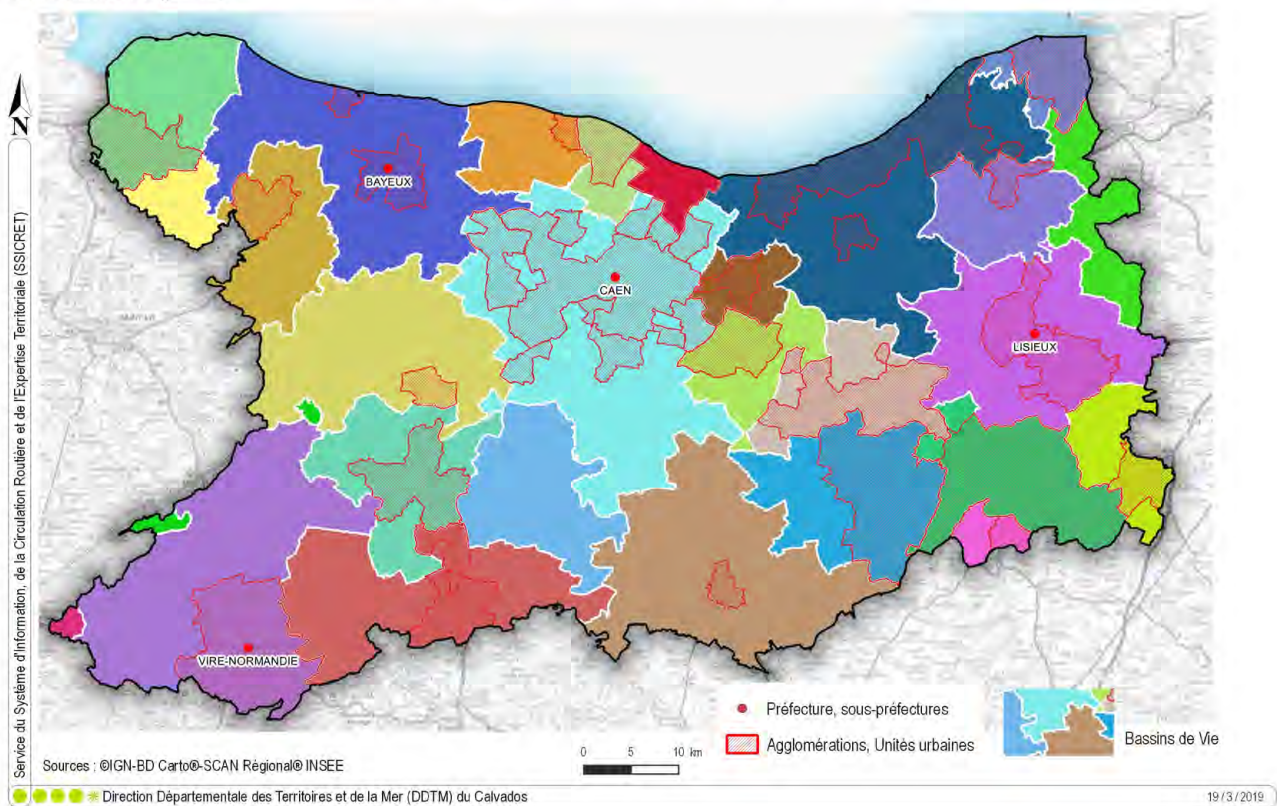 N
BAYEUX
CAEN
LISIEUX
VIRE-NORMANDIE
Préfecture, sous-préfectures
Agglomérations, Unités urbaines
Bassins de Vie
0 5 10 km
Sources : ©IGN-BD Carto®-SCAN Régional® INSEE
Service du Système d'Information, de la Circulation Routière et de l'Expertise Territoriale (SSICRET)
Direction Départementale des Territoires et de la Mer (DDTM) du Calvados
19/3/2019